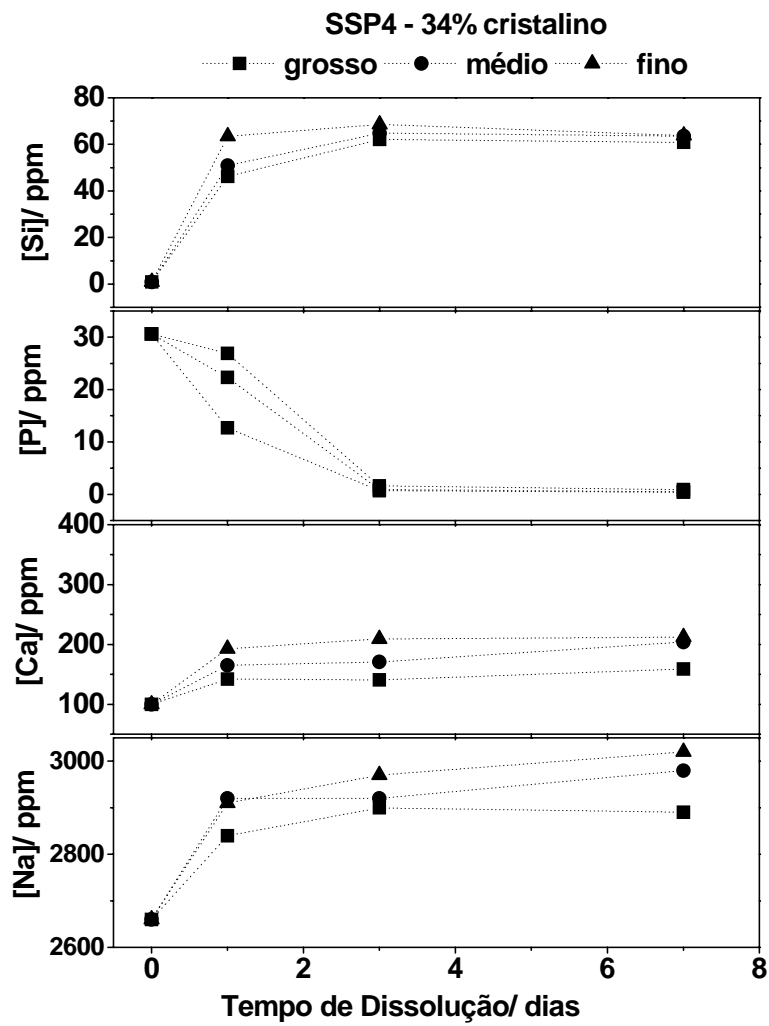 SSP4 - 34% cristalino
grosso médio fino
80
60
40
20
0
[Si]/ ppm
30
20
10
0
[P]/ ppm
400
300
200
100
[Ca]/ ppm
3000
2800
2600
[Na]/ ppm
0 2 4 6 8
Tempo de Dissolução/ dias